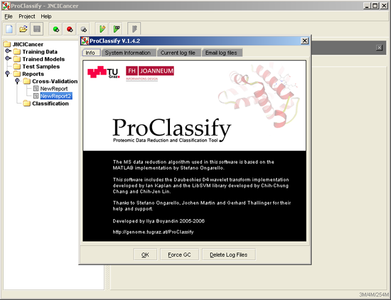 ProClassify - JNCICancer
File Project Help
JNCICancer
Training Data
Trained Models
Test Samples
Reports
Cross-Validation
NewReport
NewReport2
Classification
ProClassify V.1.4.2
Info
System Information
Current log file
Email log files
TU
Graz
FH JOANNEUM
ProClassify
Proteomic Data Reduction and Classification Tool
The MS data reduction algorithm used in this software is based on the
MATLAB implementation by Stefano Ongarello.
This software includes the Daubechies D4 wavelet transform implementation
developed by Ian Kaplan and the LibSVM library developed by Chih-Chung
Chang and Chih-Jen Lin.
Thanks to Stefano Ongarello, Jochen Martin and Gerhard Thallinger for their
help and support.
Developed by Ilya Boyandin 2005-2006
http://genome.tugraz.at/ProClassify
OK
Force GC
Delete Log Files